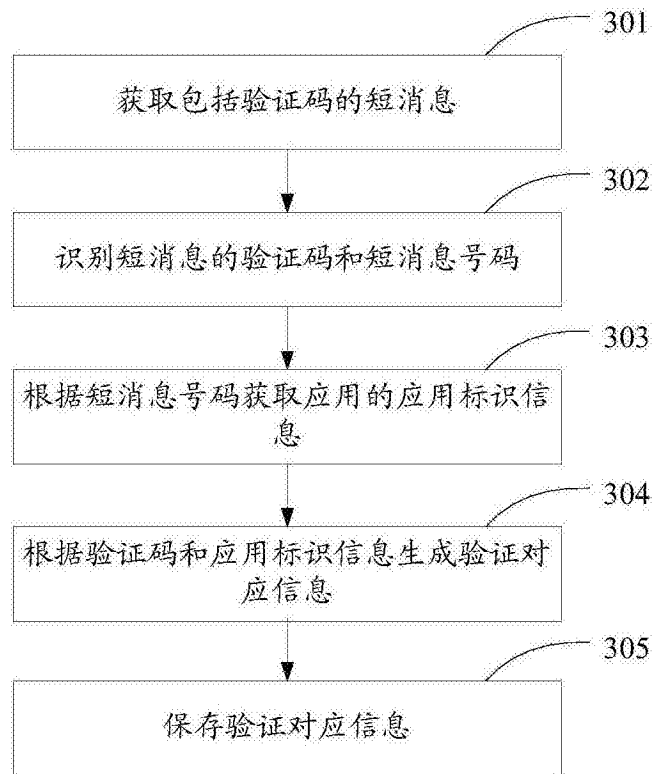 301
获取包括验证码的短消息
302
识别短消息的验证码和短消息号码
303
根据短消息号码获取应用的应用标识信
息
304
根据验证码和应用标识信息生成验证对
应信息
305
保存验证对应信息